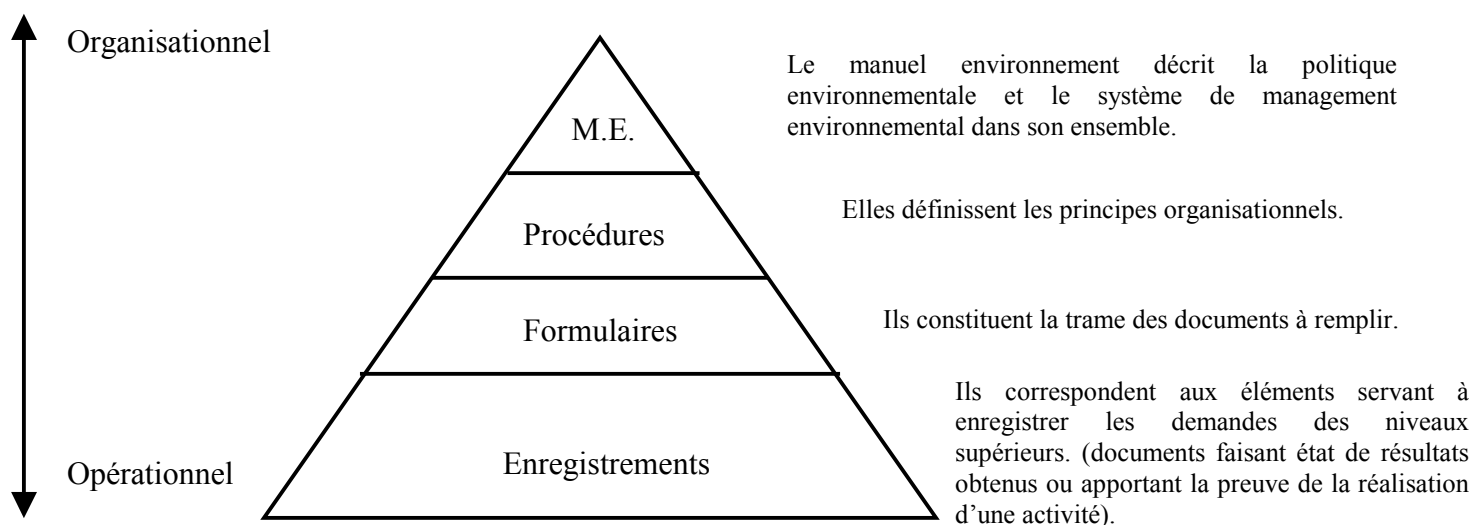 Organisationnel
Le manuel environnement décrit la politique
environnementale et le système de management
environnemental dans son ensemble.
M.E.
Elles définissent les principes organisationnels.
Procédures
Ils constituent la trame des documents à remplir.
Formulaires
Ils correspondent aux éléments servant à
enregistrer les demandes des niveaux
supérieurs. (documents faisant état de résultats
obtenus ou apportant la preuve de la réalisation
d’une activité).
Enregistrements
Opérationnel